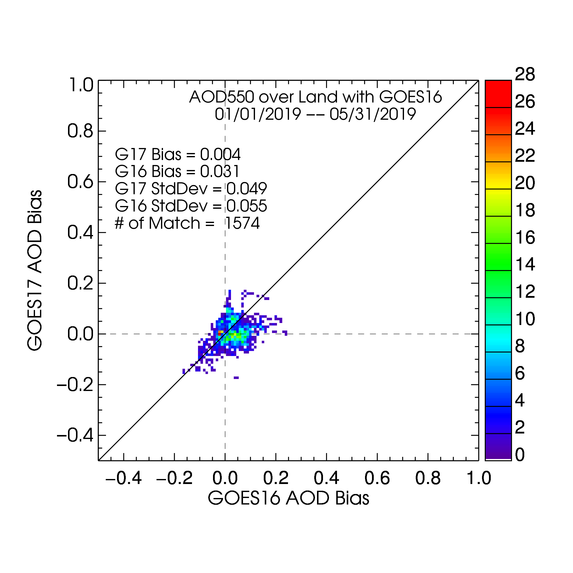 AOD550 over Land with GOES16
01/01/2019 –– 05/31/2019
G17 Bias = 0.004
G16 Bias = 0.031
G17 StdDev = 0.049
G16 StdDev = 0.055
# of Match = 1574
GOES17 AOD Bias
1.0
0.8
0.6
0.4
0.2
0.0
−0.2
−0.4
−0.4 −0.2 0.0 0.2 0.4 0.6 0.8 1.0
GOES16 AOD Bias
28
26
24
22
20
18
16
14
12
10
8
6
4
2
0